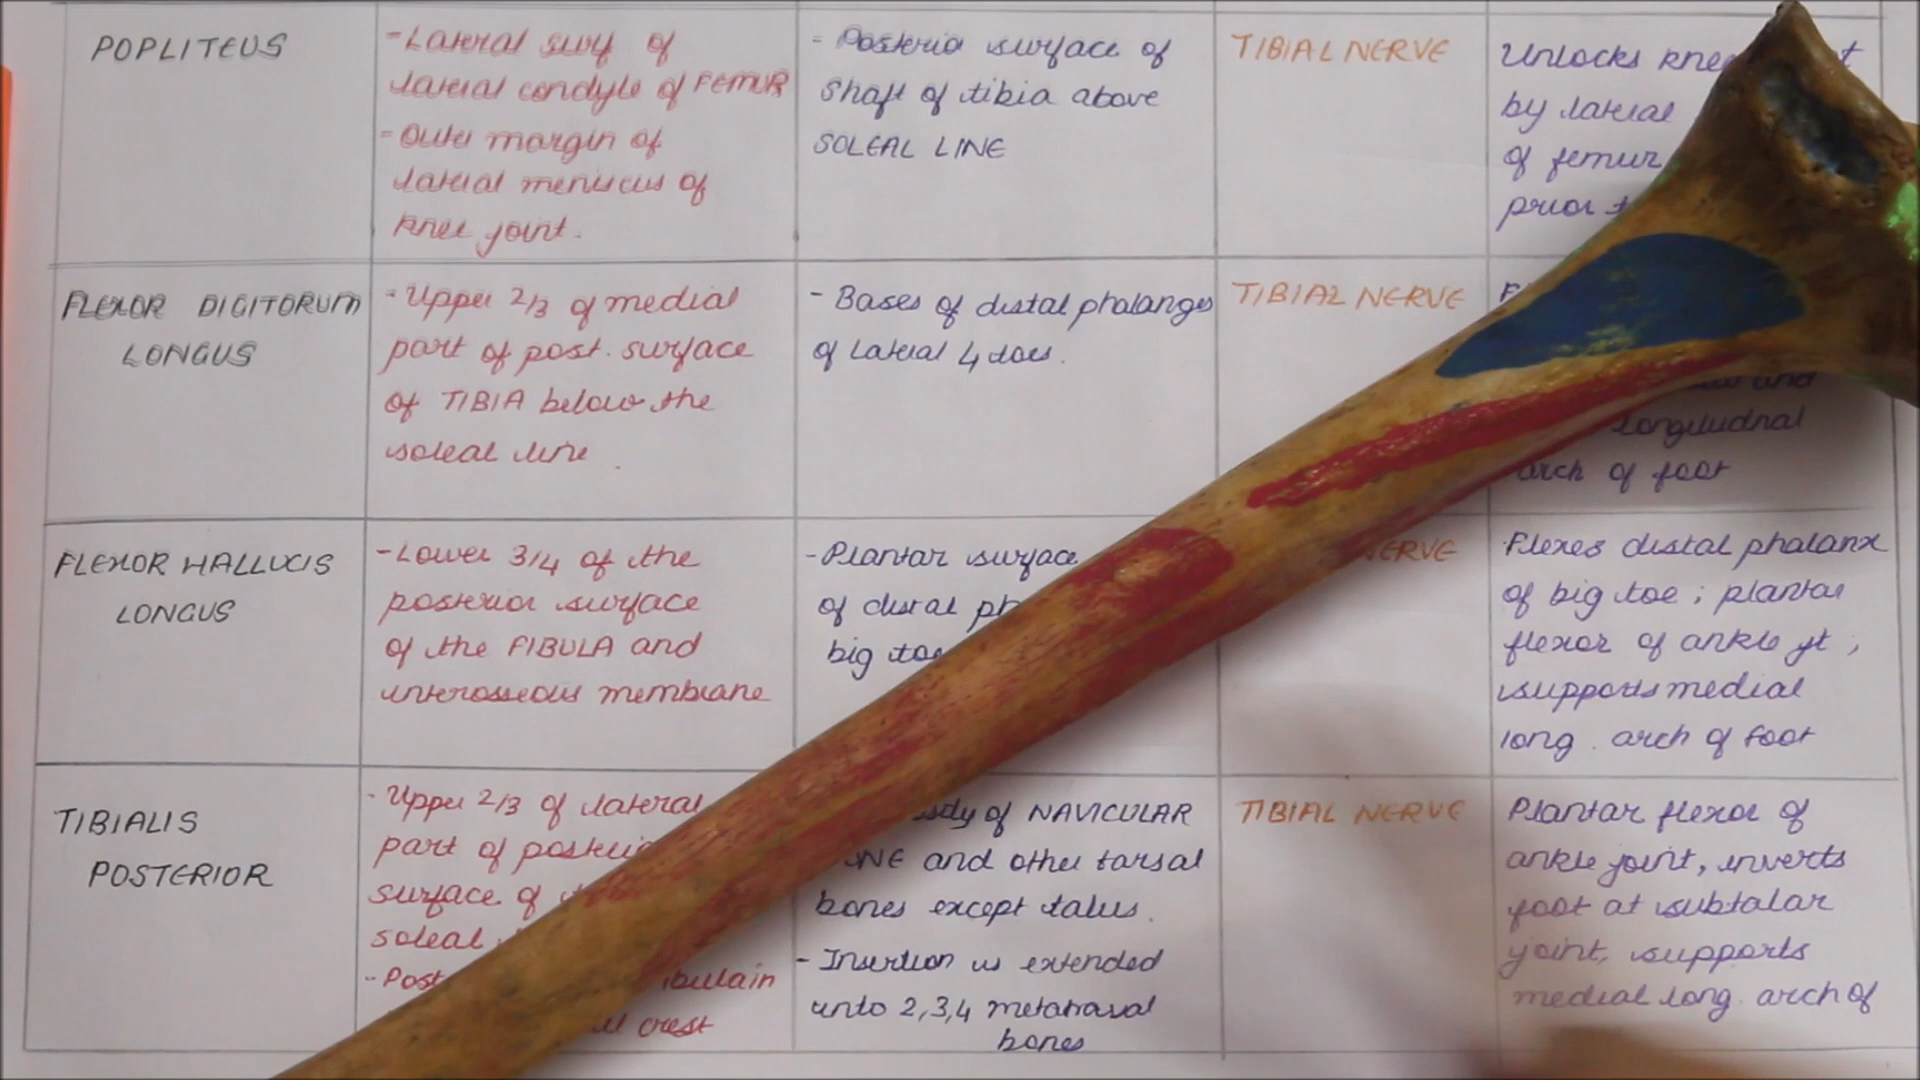 POPLITEUS
- Lateral surf of
lateral condyle of FEMUR
- Outer margin of
lateral meniscus of
knee joint.
- Posterior surface of
shaft of tibia above
SOLEAL LINE
TIBIAL NERVE
Unlocks
by lateral
of femur
prior
FLEXOR DIGITORUM
LONGUS
- Upper 2/3 of medial
part of post. surface
of TIBIA below the
soleal line
- Bases of distal phalanges
of lateral 4 toes.
TIBIAL NERVE
and
longitudnal
arch of foot
FLEXOR HALLUCIS
LONGUS
- Lower 3/4 of the
posterior surface
of the FIBULA and
interosseous membrane
- Plantar surface
of distal
big toe
NERVE
Flexes distal phalanx
of big toe ; plantar
flexor of ankle jt ,
supports medial
long. arch of foot
TIBIALIS
POSTERIOR
- Upper 2/3 of lateral
part of
surface of
soleal
- Post
crest
of NAVICULAR
and other tarsal
bones except talus.
- Insertion is extended
unto 2,3,4 metatarsal
bones
TIBIAL NERVE
Plantar flexor of
ankle joint, inverts
foot at subtalar
joint, supports
medial long. arch of